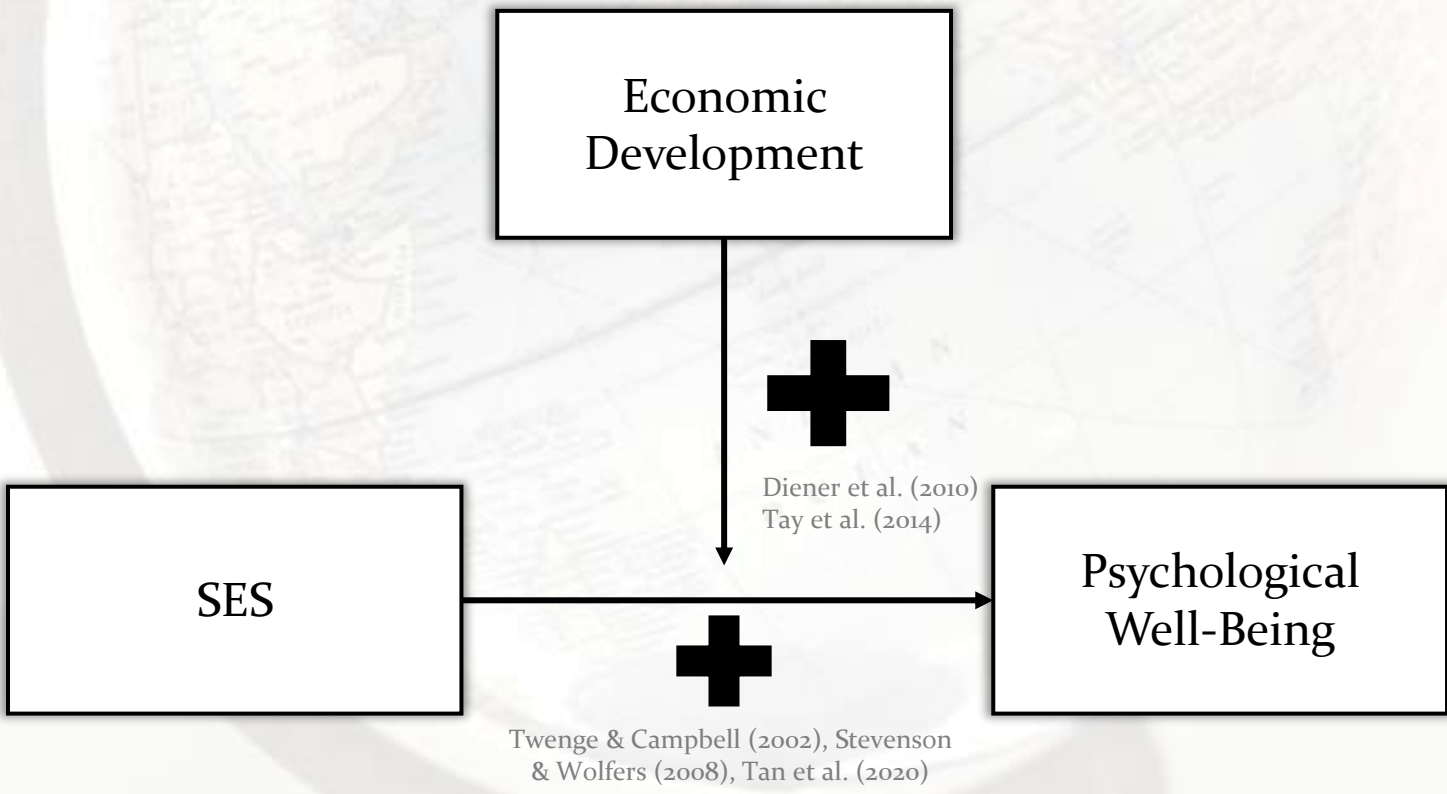 Economic
Development
Diener et al. (2010)
Tay et al. (2014)
SES
Psychological
Well-Being
Twenge & Campbell (2002), Stevenson
& Wolfers (2008), Tan et al. (2020)